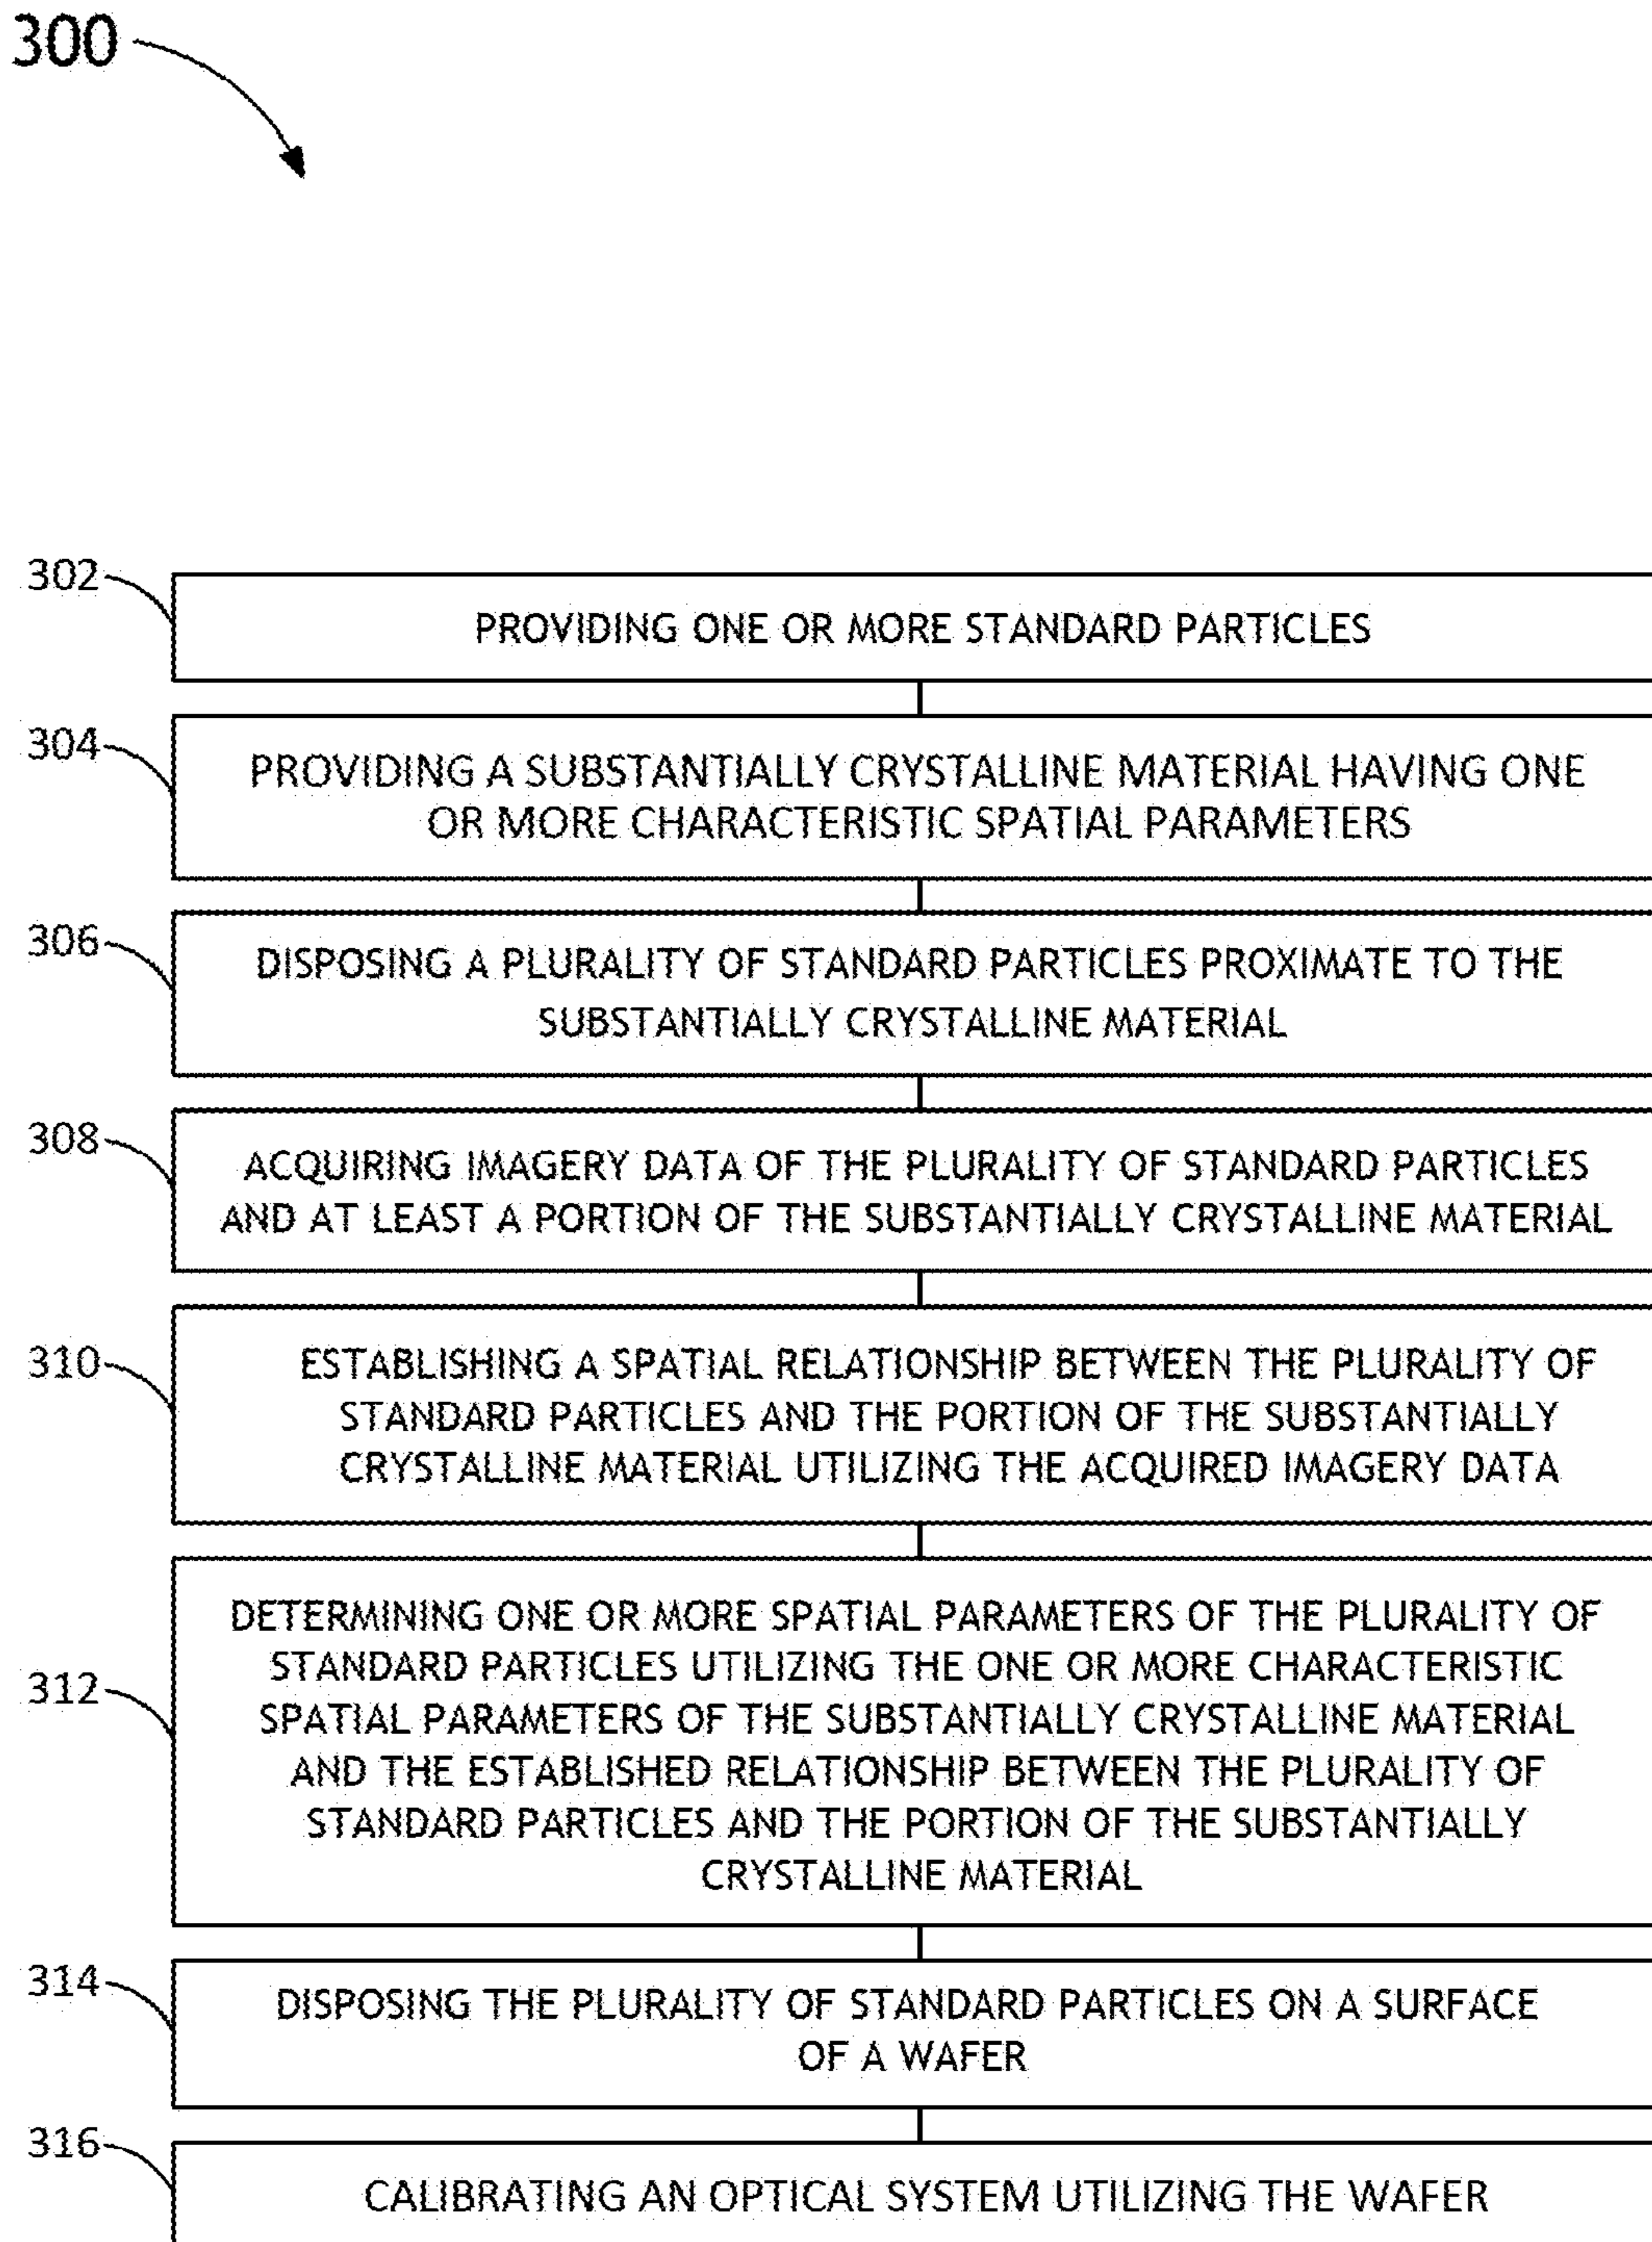 300
302
PROVIDING ONE OR MORE STANDARD PARTICLES
304
PROVIDING A SUBSTANTIALLY CRYSTALLINE MATERIAL HAVING ONE
OR MORE CHARACTERISTIC SPATIAL PARAMETERS
306
DISPOSING A PLURALITY OF STANDARD PARTICLES PROXIMATE TO THE
SUBSTANTIALLY CRYSTALLINE MATERIAL
308
ACQUIRING IMAGERY DATA OF THE PLURALITY OF STANDARD PARTICLES
AND AT LEAST A PORTION OF THE SUBSTANTIALLY CRYSTALLINE MATERIAL
310
ESTABLISHING A SPATIAL RELATIONSHIP BETWEEN THE PLURALITY OF
STANDARD PARTICLES AND THE PORTION OF THE SUBSTANTIALLY
CRYSTALLINE MATERIAL UTILIZING THE ACQUIRED IMAGERY DATA
312
DETERMINING ONE OR MORE SPATIAL PARAMETERS OF THE PLURALITY OF
STANDARD PARTICLES UTILIZING THE ONE OR MORE CHARACTERISTIC
SPATIAL PARAMETERS OF THE SUBSTANTIALLY CRYSTALLINE MATERIAL
AND THE ESTABLISHED RELATIONSHIP BETWEEN THE PLURALITY OF
STANDARD PARTICLES AND THE PORTION OF THE SUBSTANTIALLY
CRYSTALLINE MATERIAL
314
DISPOSING THE PLURALITY OF STANDARD PARTICLES ON A SURFACE
OF A WAFER
316
CALIBRATING AN OPTICAL SYSTEM UTILIZING THE WAFER